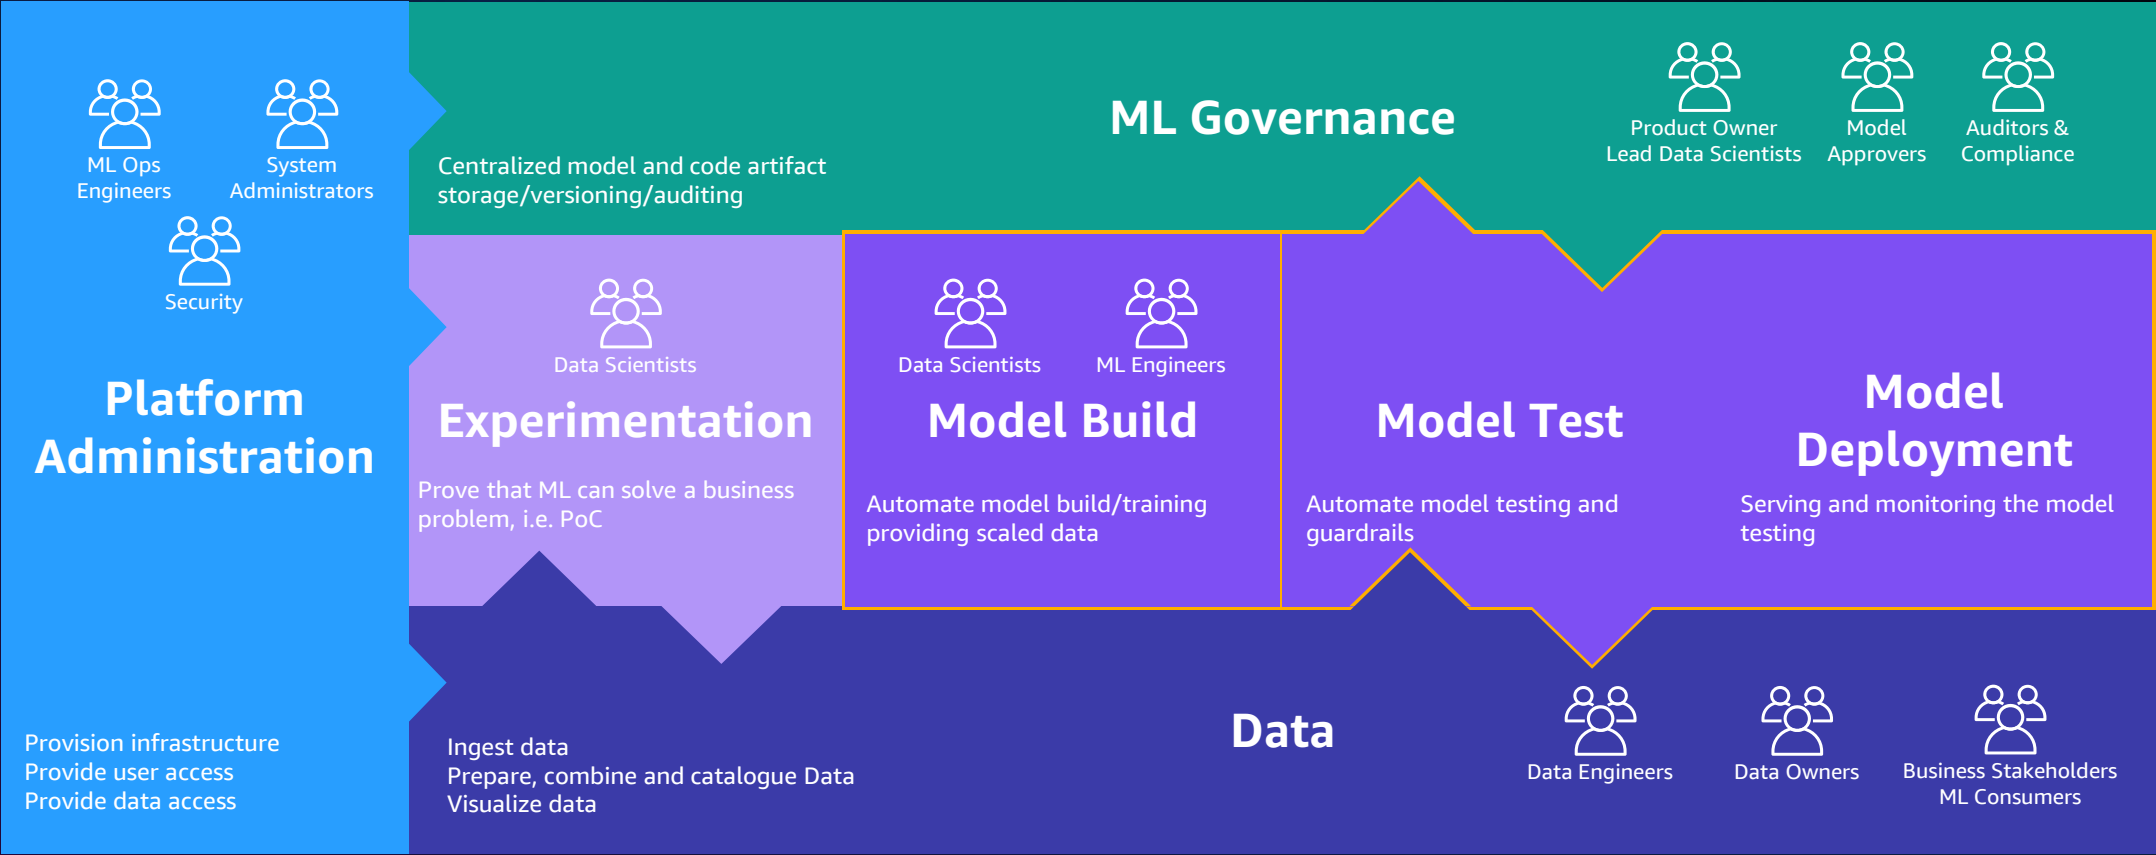 ML Ops
Engineers
System
Administrators
Security
Platform
Administration
Provision infrastructure
Provide user access
Provide data access
ML Governance
Centralized model and code artifact
storage/versioning/auditing
Product Owner
Lead Data Scientists
Model
Approvers
Auditors &
Compliance
Data Scientists
Experimentation
Prove that ML can solve a business
problem, i.e. PoC
Data Scientists
ML Engineers
Model Build
Automate model build/training
providing scaled data
Model Test
Automate model testing and
guardrails
Model
Deployment
Serving and monitoring the model
testing
Data
Ingest data
Prepare, combine and catalogue Data
Visualize data
Data Engineers
Data Owners
Business Stakeholders
ML Consumers